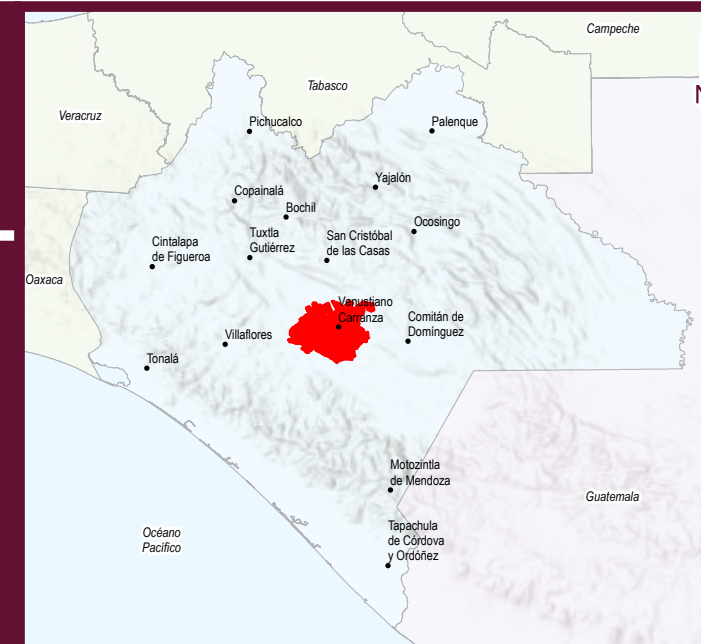 Campeche
N
Tabasco
Veracruz
Pichucalco
Palenque
Yajalón
Copainalá
Bochil
Ocosingo
Tuxtla
Gutiérrez
San Cristóbal
de las Casas
Cintalapa
de Figueroa
Oaxaca
Venustiano
Carranza
Comitán de
Domínguez
Villaflores
Tonalá
Motozintla
de Mendoza
Guatemala
Océano
Pacifico
Tapachula
de Córdova
y Ordóñez